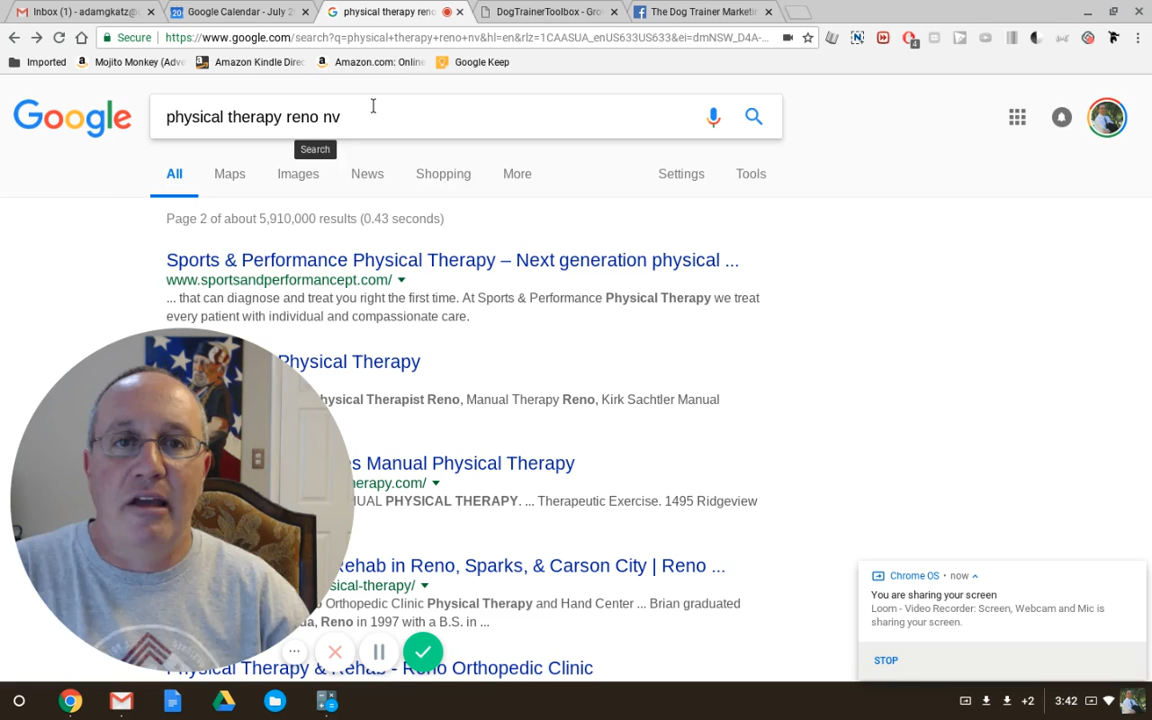 Inbox (1) - adamgkatz@
Google Calendar - July 2
physical therapy reno
DogTrainerToolbox - Gro
The Dog Trainer Marketi
Secure
https://www.google.com/search?q=physical+therapy+reno+nv&hl=en&rlz=1CAASUA_enUS633US633&ei=dmNSW_D4A-...
4
Imported
Mojito Monkey (Adve
Amazon Kindle Direc
Amazon.com: Online
Google Keep
Google
physical therapy reno nv
Search
All
Maps
Images
News
Shopping
More
Settings
Tools
Page 2 of about 5,910,000 results (0.43 seconds)
Sports & Performance Physical Therapy – Next generation physical ...
www.sportsandperformancept.com/
... that can diagnose and treat you right the first time. At Sports & Performance Physical Therapy we treat
every patient with individual and compassionate care.
Physical Therapy
hysical Therapist Reno, Manual Therapy Reno, Kirk Sachtler Manual
es Manual Physical Therapy
herapy.com/
UAL PHYSICAL THERAPY. ... Therapeutic Exercise. 1495 Ridgeview
Rehab in Reno, Sparks, & Carson City | Reno ...
sical-therapy/
o Orthopedic Clinic Physical Therapy and Hand Center ... Brian graduated
da, Reno in 1997 with a B.S. in ...
Physical Therapy & Rehab - Reno Orthopedic Clinic
Chrome OS • now
You are sharing your screen
Loom - Video Recorder: Screen, Webcam and Mic is
sharing your screen.
STOP
+2
3:42